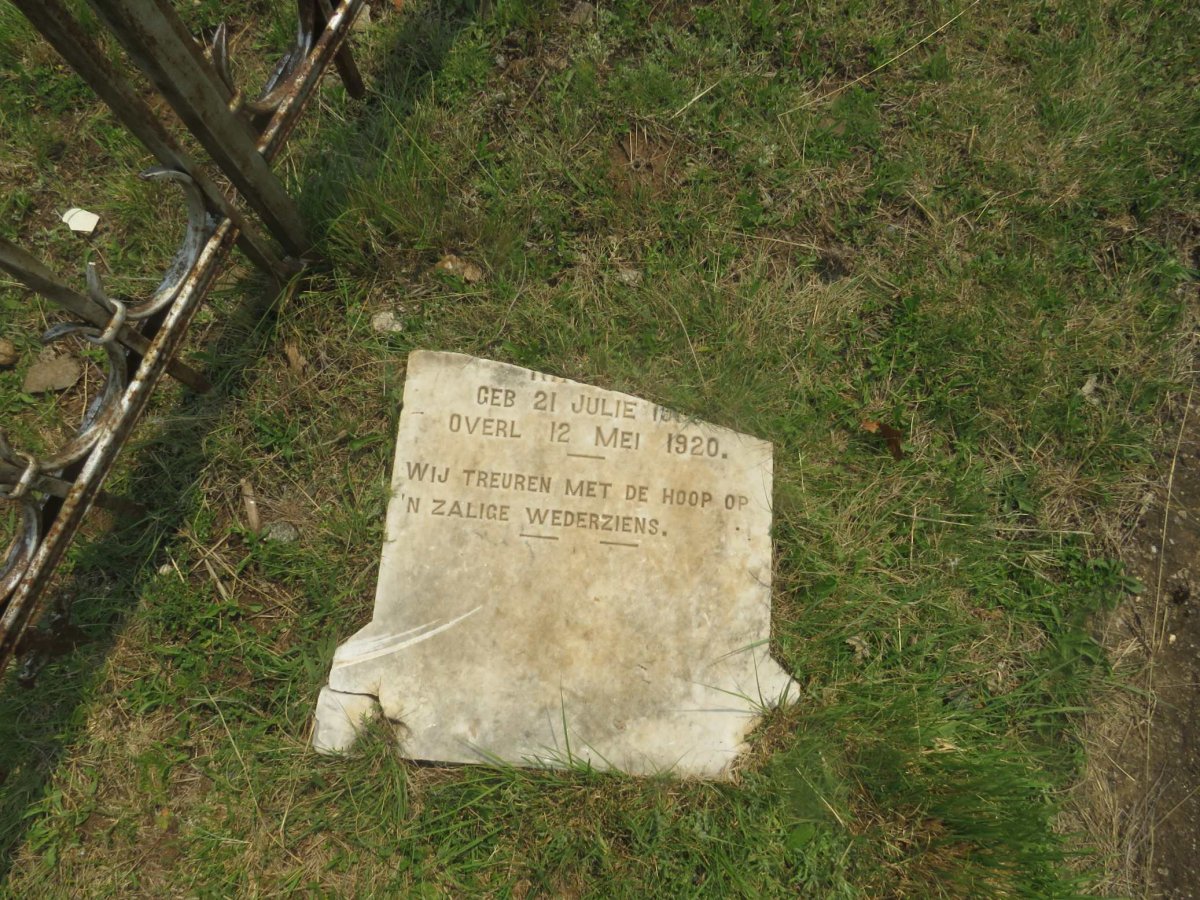 GEB 21 JULIE
OVERL 12 MEI 1920.
WIJ TREUREN MET DE HOOP OP
'N ZALIGE WEDERZIENS.